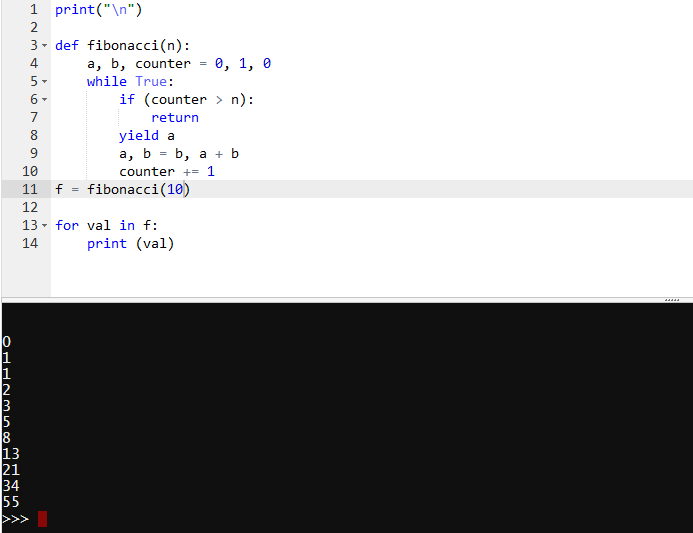 1 print("\n")
2
3 def fibonacci(n):
4     a, b, counter = 0, 1, 0
5     while True:
6         if (counter > n):
7             return
8         yield a
9         a, b = b, a + b
10         counter += 1
11 f = fibonacci(10)
12
13 for val in f:
14     print (val)
0
1
1
2
3
5
8
13
21
34
55
>>>